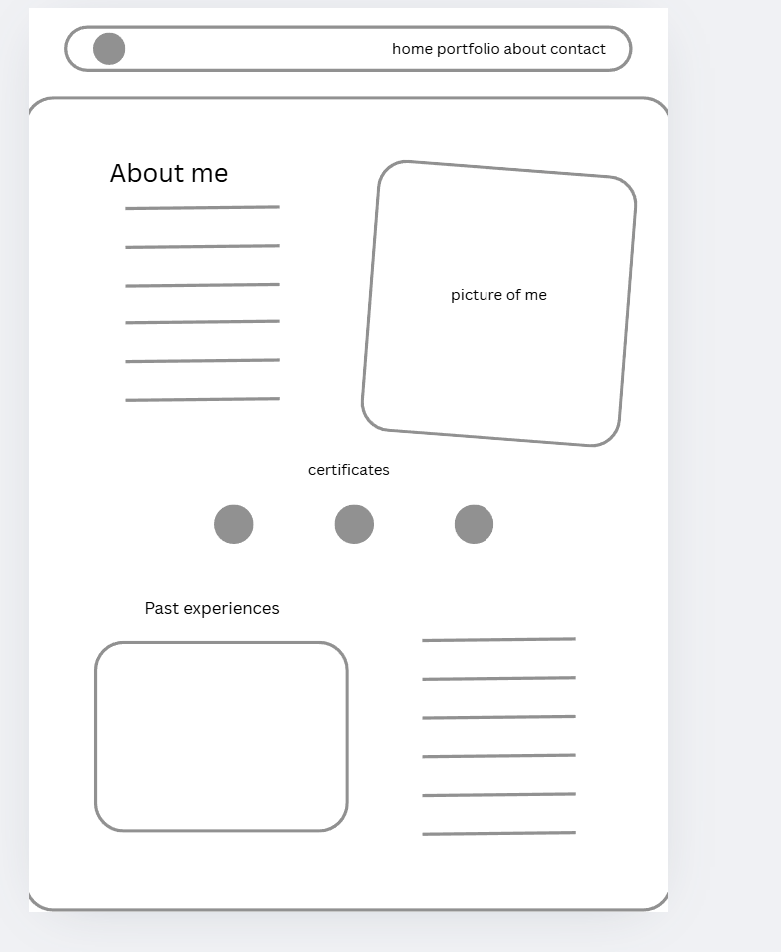 home portfolio about contact
About me
picture of me
certificates
Past experiences